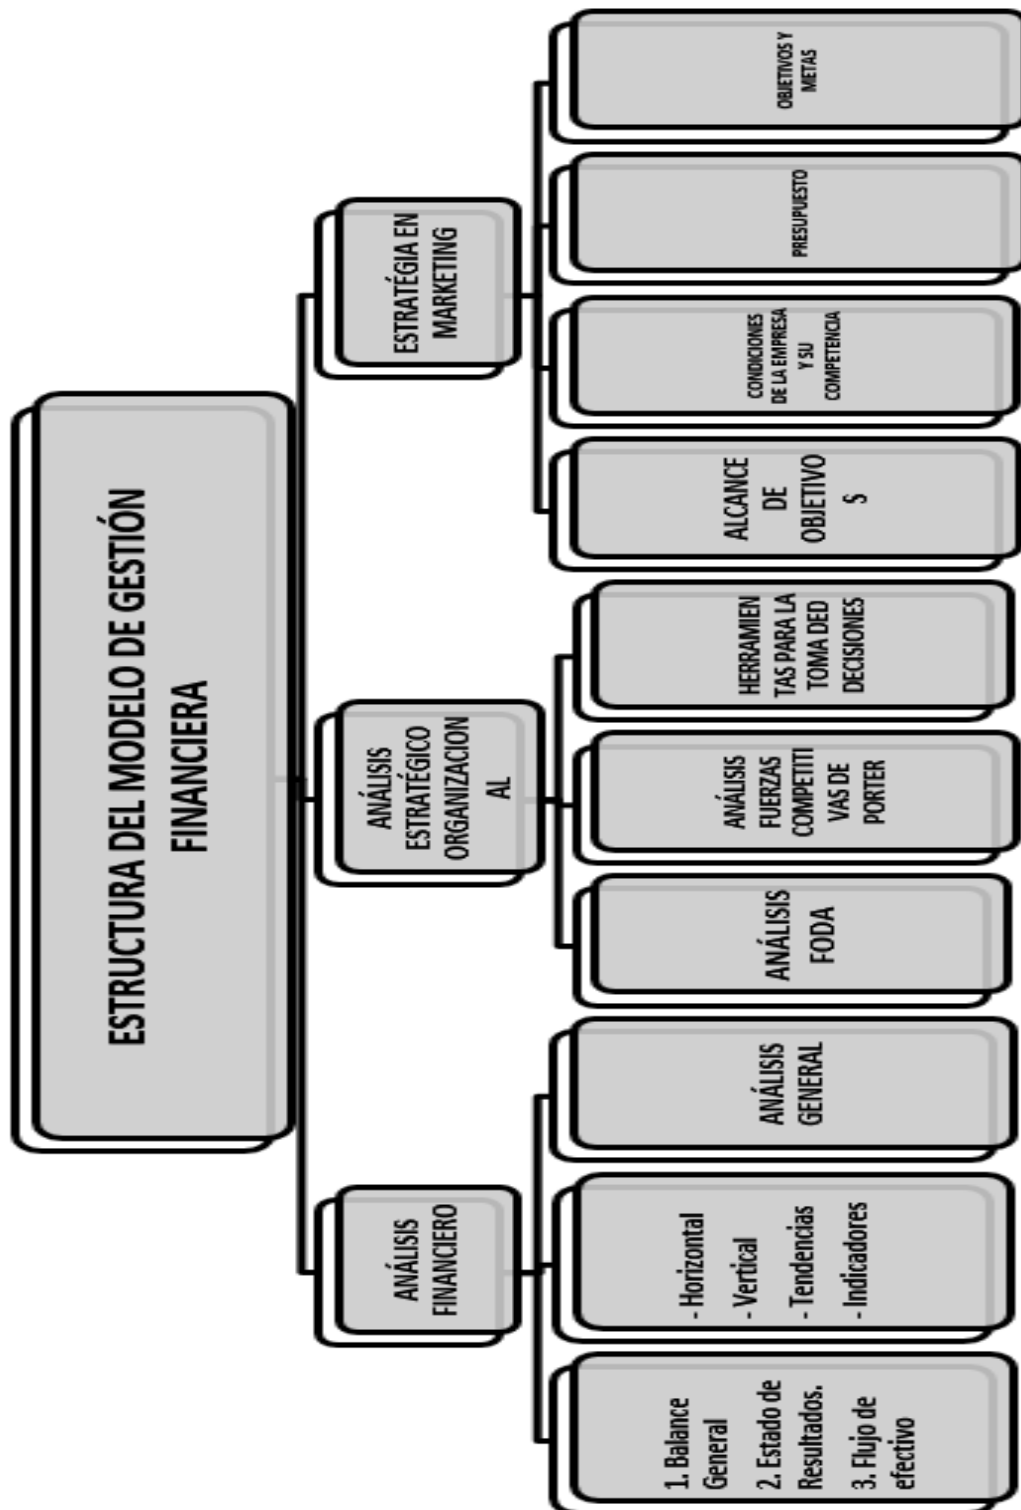 ESTRUCTURA DEL MODELO DE GESTIÓN
FINANCIERA
ANÁLISIS
FINANCIERO
1. Balance
General
2. Estado de
Resultados.
3. Flujo de
efectivo
- Horizontal
- Vertical
- Tendencias
- Indicadores
ANÁLISIS
GENERAL
ANÁLISIS
ESTRATÉGICO
ORGANIZACION
AL
ANÁLISIS
FODA
ANÁLISIS
FUERZAS
COMPETITI
VAS DE
PORTER
HERRAMIEN
TAS PARA LA
TOMA DED
DECISIONES
ESTRATÉGIA EN
MARKETING
ALCANCE
DE
OBJETIVO
S
CONDICIONES
DE LA EMPRESA
Y SU
COMPETENCIA
PRESUPUESTO
OBJETIVOS Y
METAS